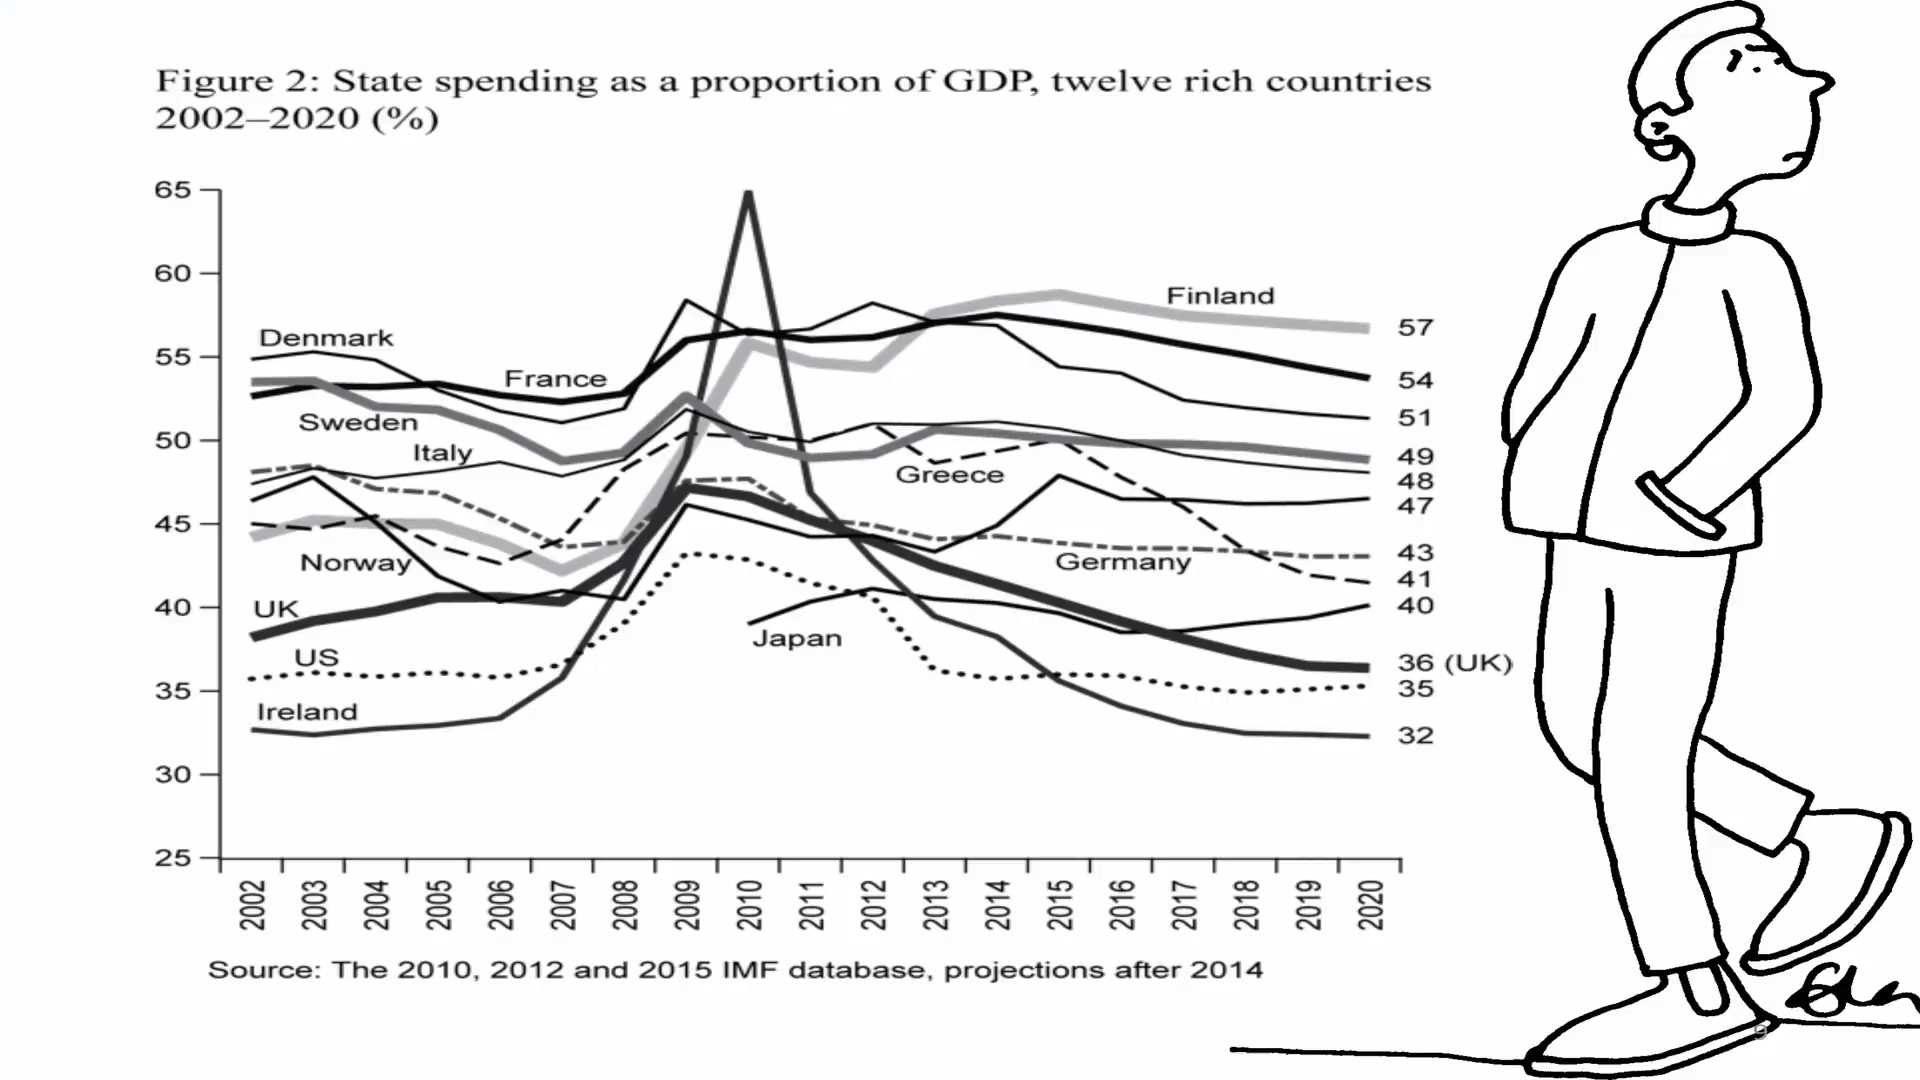 Figure 2: State spending as a proportion of GDP, twelve rich countries
2002–2020 (%)
65
60
55
50
45
40
35
30
25
Denmark
France
Sweden
Italy
Norway
UK
US
Ireland
Finland
Greece
Germany
Japan
57
54
51
49
48
47
43
41
40
36 (UK)
35
32
2002 2003 2004 2005 2006 2007 2008 2009 2010 2011 2012 2013 2014 2015 2016 2017 2018 2019 2020
Source: The 2010, 2012 and 2015 IMF database, projections after 2014
9